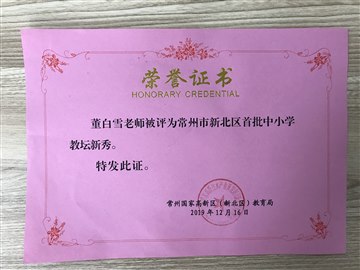 荣誉证书
HONORARY CREDENTIAL
董白雪老师被评为常州市新北区首批中小学
教坛新秀。
特发此证。
常州国家高新区（新北区）教育局
2019年12月16日